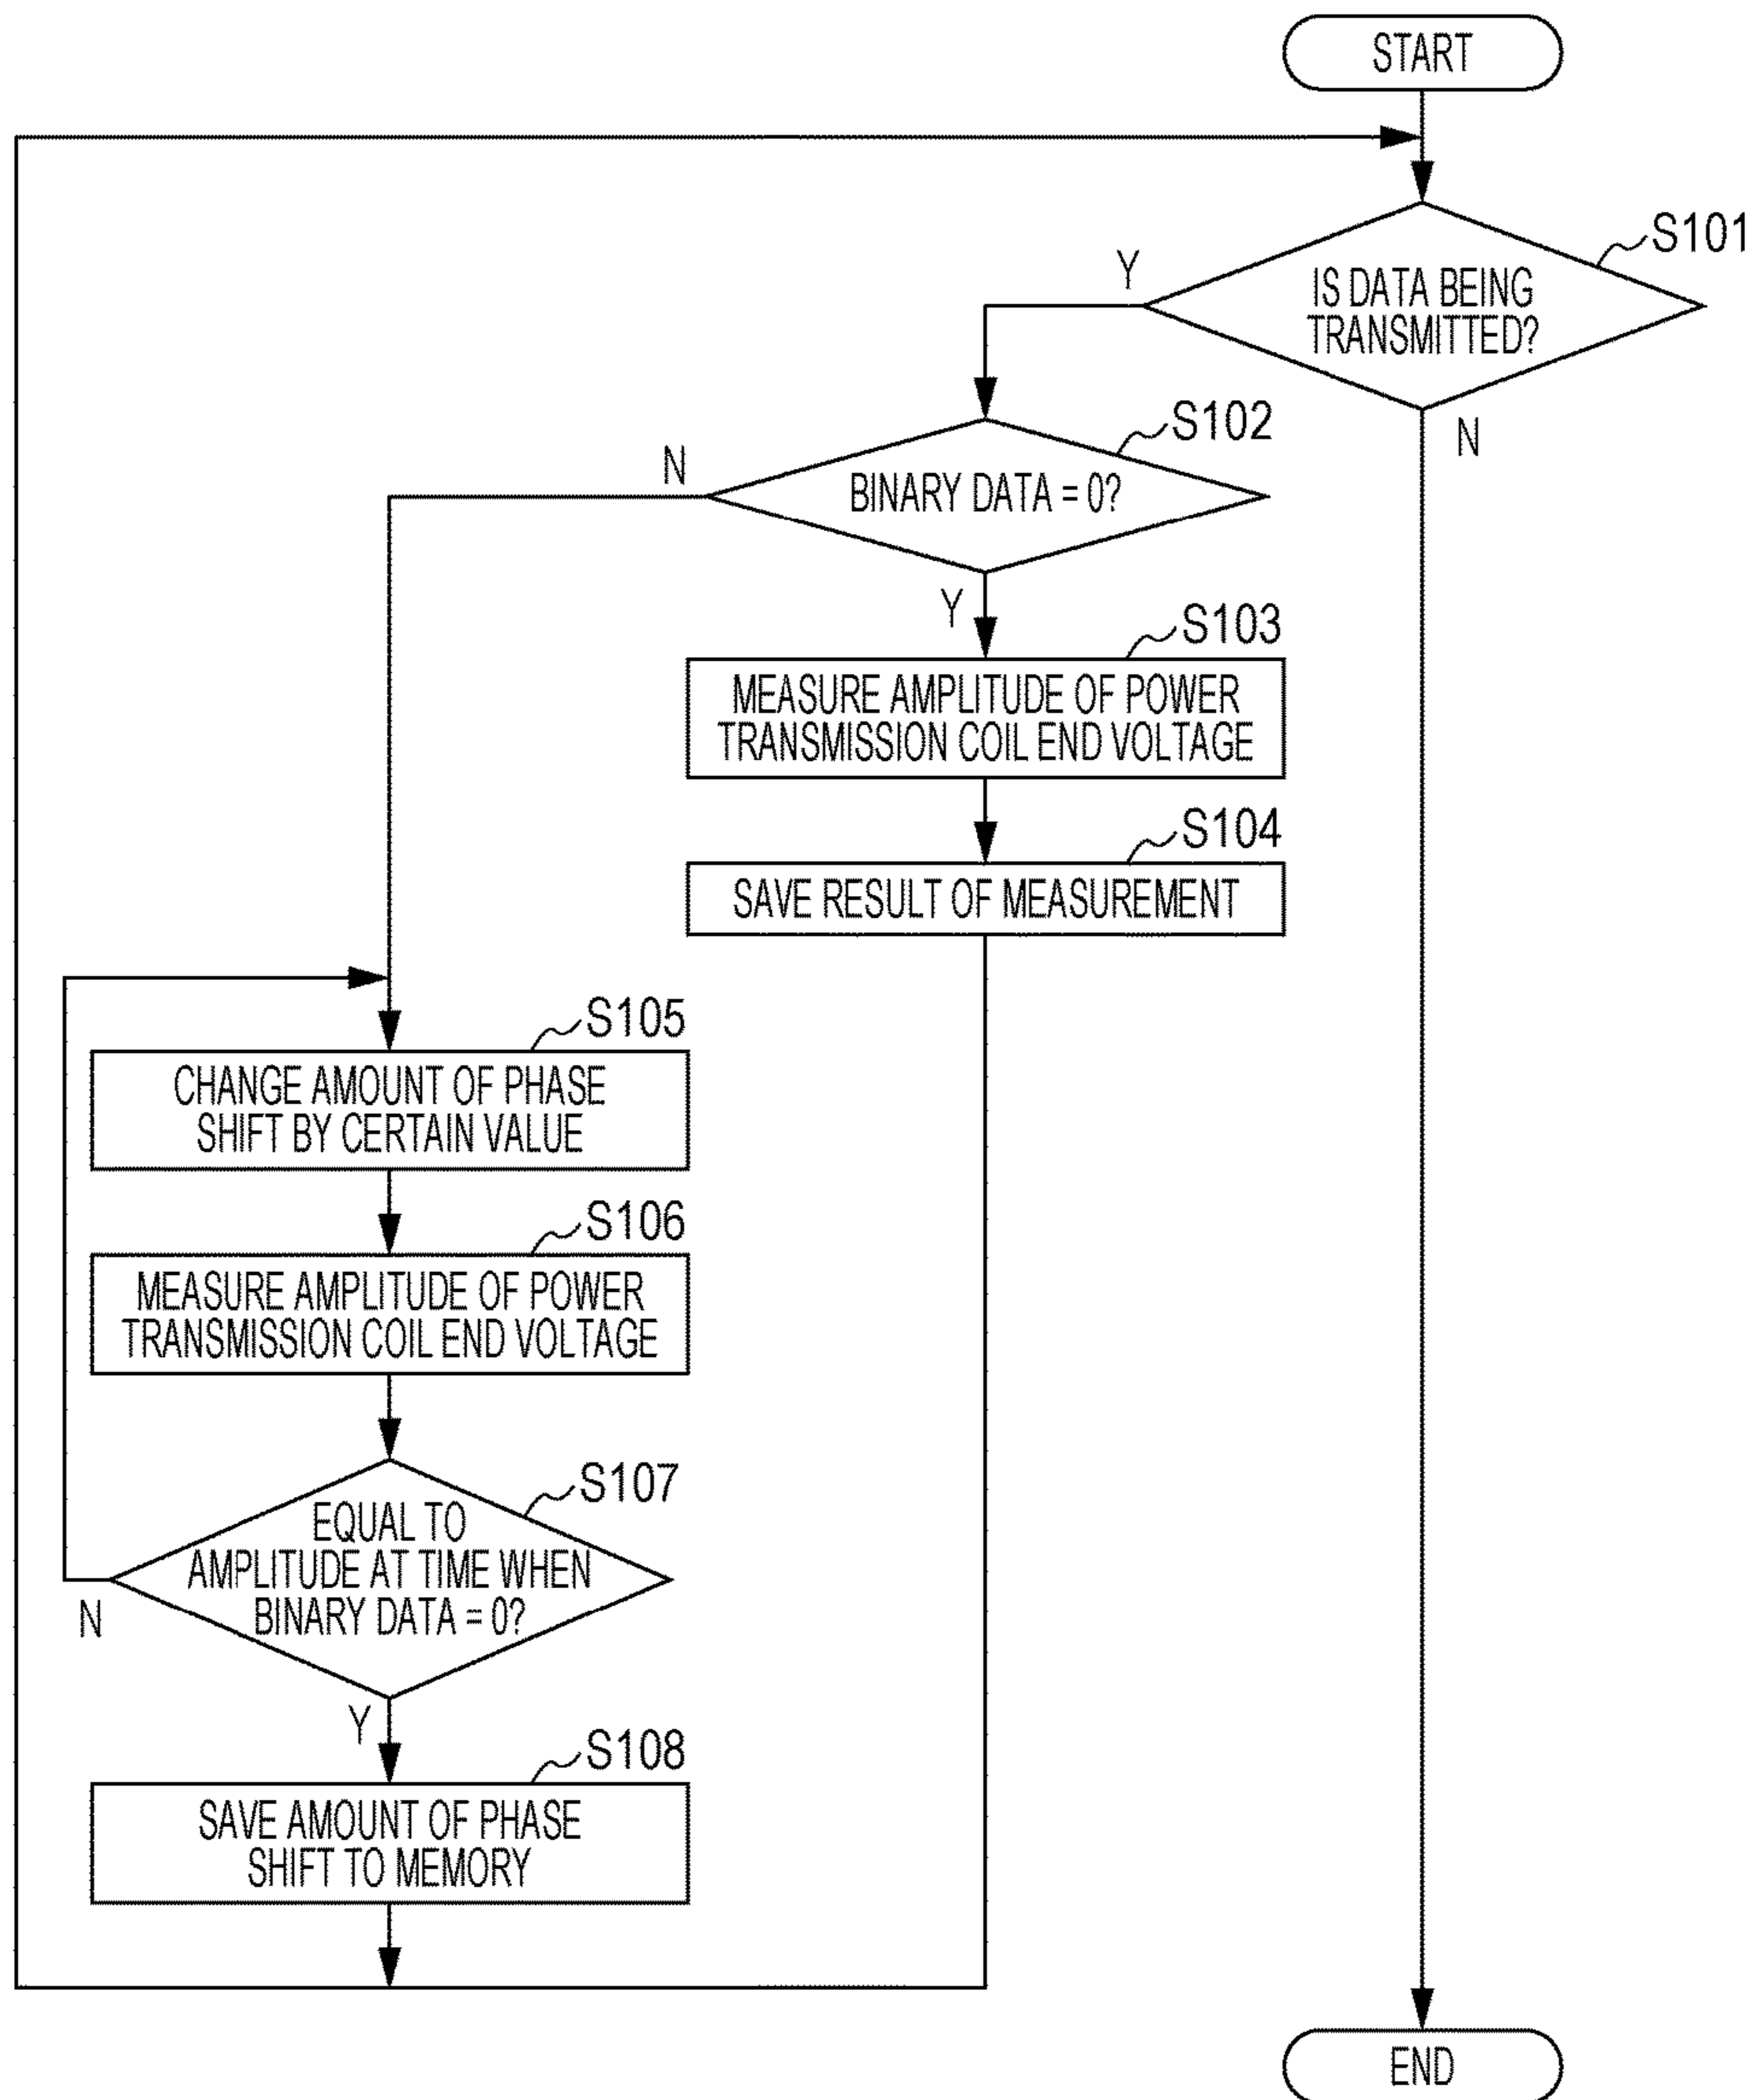 START
S101
Y
IS DATA BEING
TRANSMITTED?
N
S102
N
BINARY DATA = 0?
Y
S103
MEASURE AMPLITUDE OF POWER
TRANSMISSION COIL END VOLTAGE
S104
SAVE RESULT OF MEASUREMENT
S105
CHANGE AMOUNT OF PHASE
SHIFT BY CERTAIN VALUE
S106
MEASURE AMPLITUDE OF POWER
TRANSMISSION COIL END VOLTAGE
S107
EQUAL TO
AMPLITUDE AT TIME WHEN
BINARY DATA = 0?
N
Y
S108
SAVE AMOUNT OF PHASE
SHIFT TO MEMORY
END